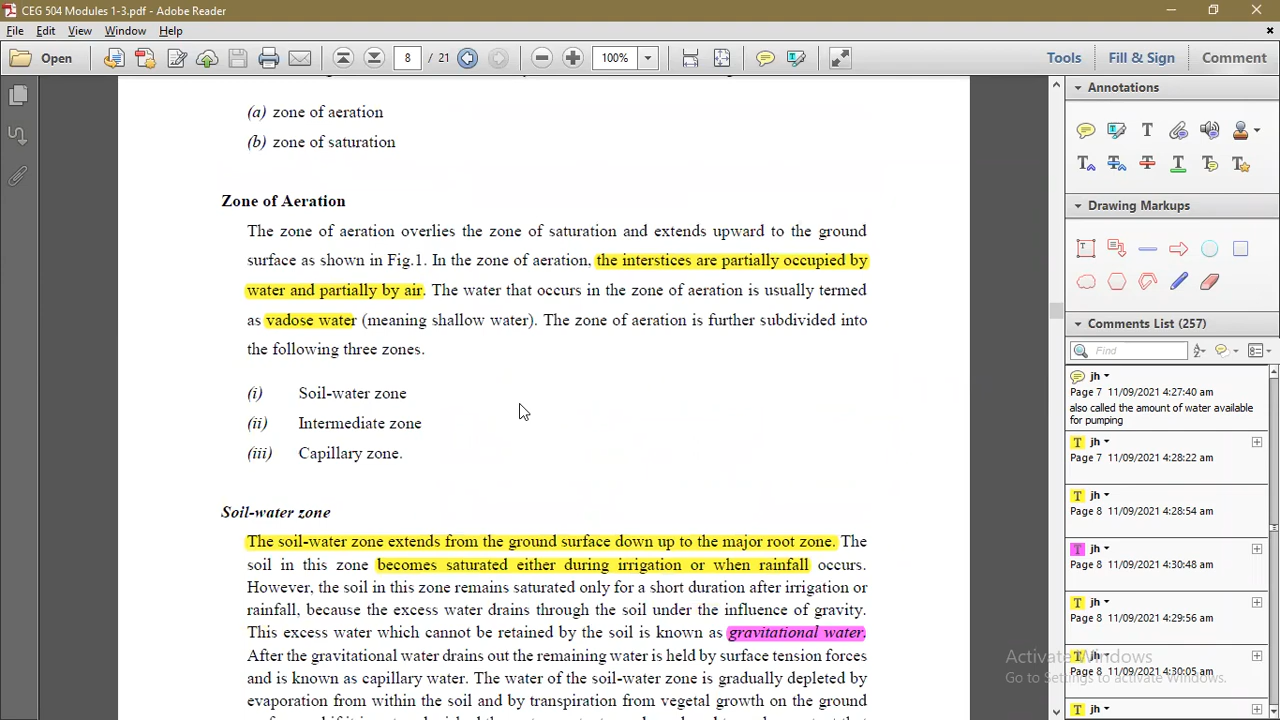 CEG 504 Modules 1-3.pdf - Adobe Reader
File Edit View Window Help
Open 8 / 21 100% Tools Fill & Sign Comment
(a) zone of aeration
(b) zone of saturation
Zone of Aeration
The zone of aeration overlies the zone of saturation and extends upward to the ground
surface as shown in Fig.1. In the zone of aeration, the interstices are partially occupied by
water and partially by air. The water that occurs in the zone of aeration is usually termed
as vadose water (meaning shallow water). The zone of aeration is further subdivided into
the following three zones.
(i) Soil-water zone
(ii) Intermediate zone
(iii) Capillary zone.
Soil-water zone
The soil-water zone extends from the ground surface down up to the major root zone. The
soil in this zone becomes saturated either during irrigation or when rainfall occurs.
However, the soil in this zone remains saturated only for a short duration after irrigation or
rainfall, because the excess water drains through the soil under the influence of gravity.
This excess water which cannot be retained by the soil is known as gravitational water.
After the gravitational water drains out the remaining water is held by surface tension forces
and is known as capillary water. The water of the soil-water zone is gradually depleted by
evaporation from within the soil and by transpiration from vegetal growth on the ground
Annotations
Drawing Markups
Comments List (257)
Find
jh
Page 7 11/09/2021 4:27:40 am
also called the amount of water available
for pumping
jh
Page 7 11/09/2021 4:28:22 am
jh
Page 8 11/09/2021 4:28:54 am
jh
Page 8 11/09/2021 4:30:48 am
jh
Page 8 11/09/2021 4:29:56 am
jh
Page 8 11/09/2021 4:30:05 am
jh
Activate Windows
Go to Settings to activate Windows.